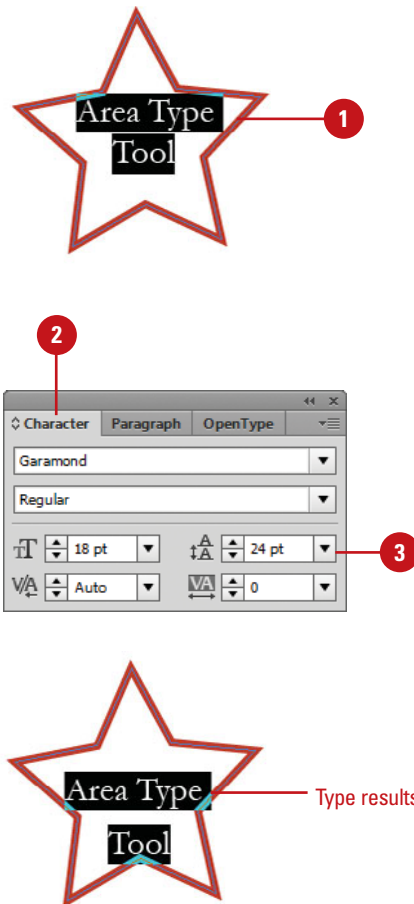 Area Type
Tool
1
2
Character Paragraph OpenType
Garamond
Regular
18 pt 24 pt
3
Auto 0
Area Type
Tool
Type results